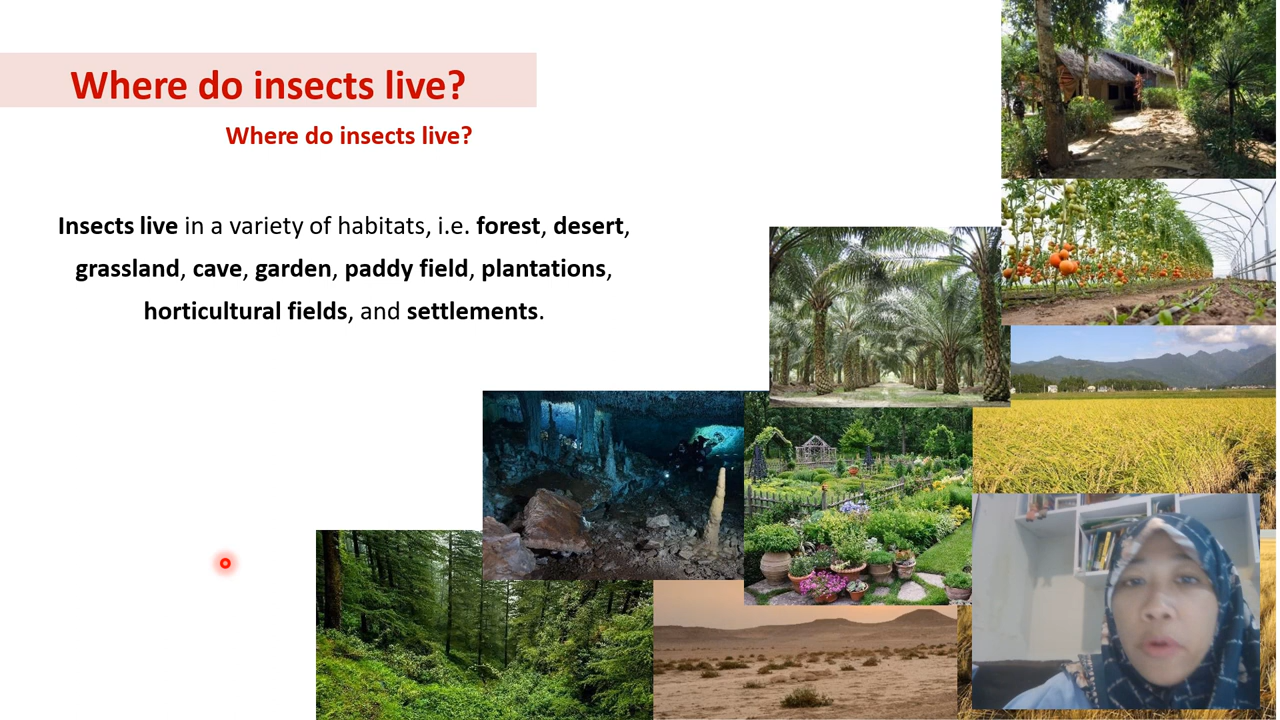 Where do insects live?
Where do insects live?
Insects live in a variety of habitats, i.e. forest, desert,
grassland, cave, garden, paddy field, plantations,
horticultural fields, and settlements.